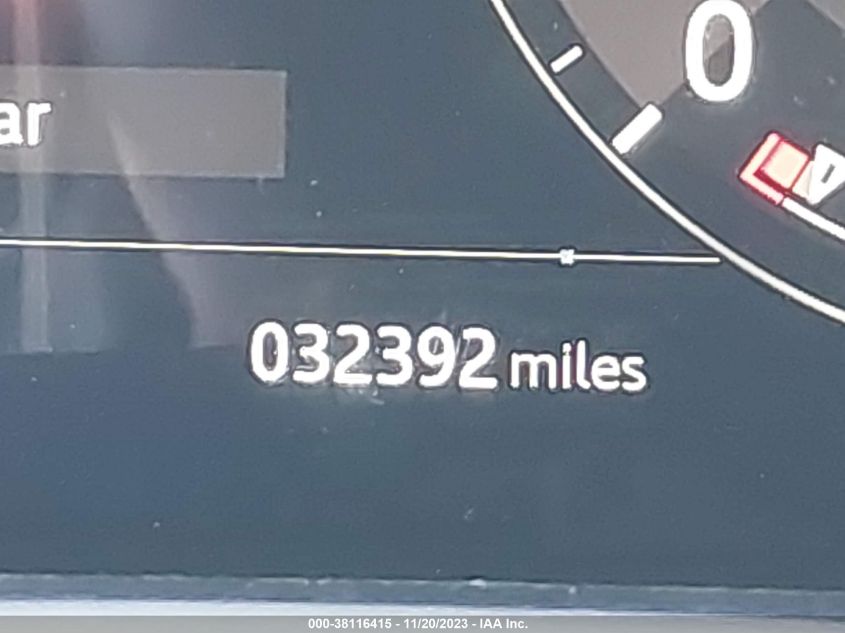 0
ar
032392 miles
000-38116415 - 11/20/2023 - IAA Inc.